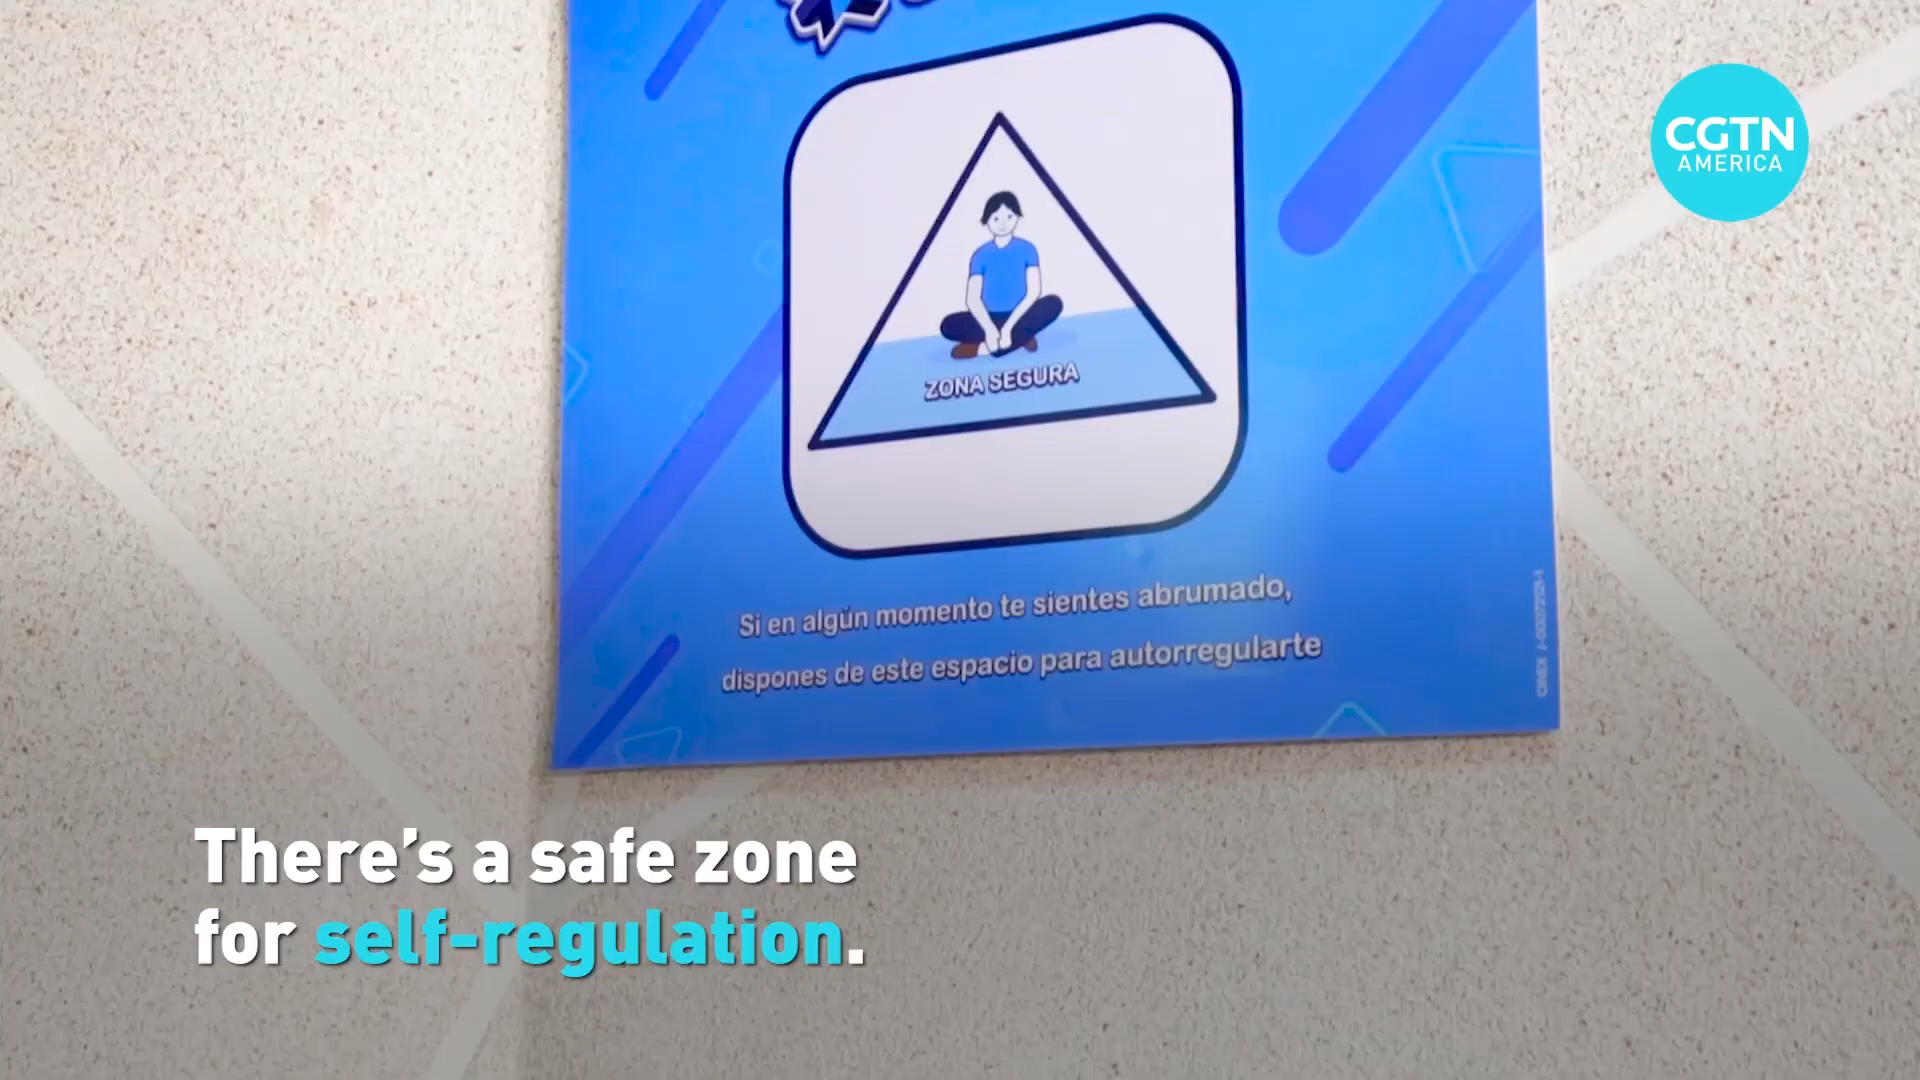 CGTN
AMERICA
ZONA SEGURA
Si en algún momento te sientes abrumado,
dispones de este espacio para autorregularte
There's a safe zone
for self-regulation.